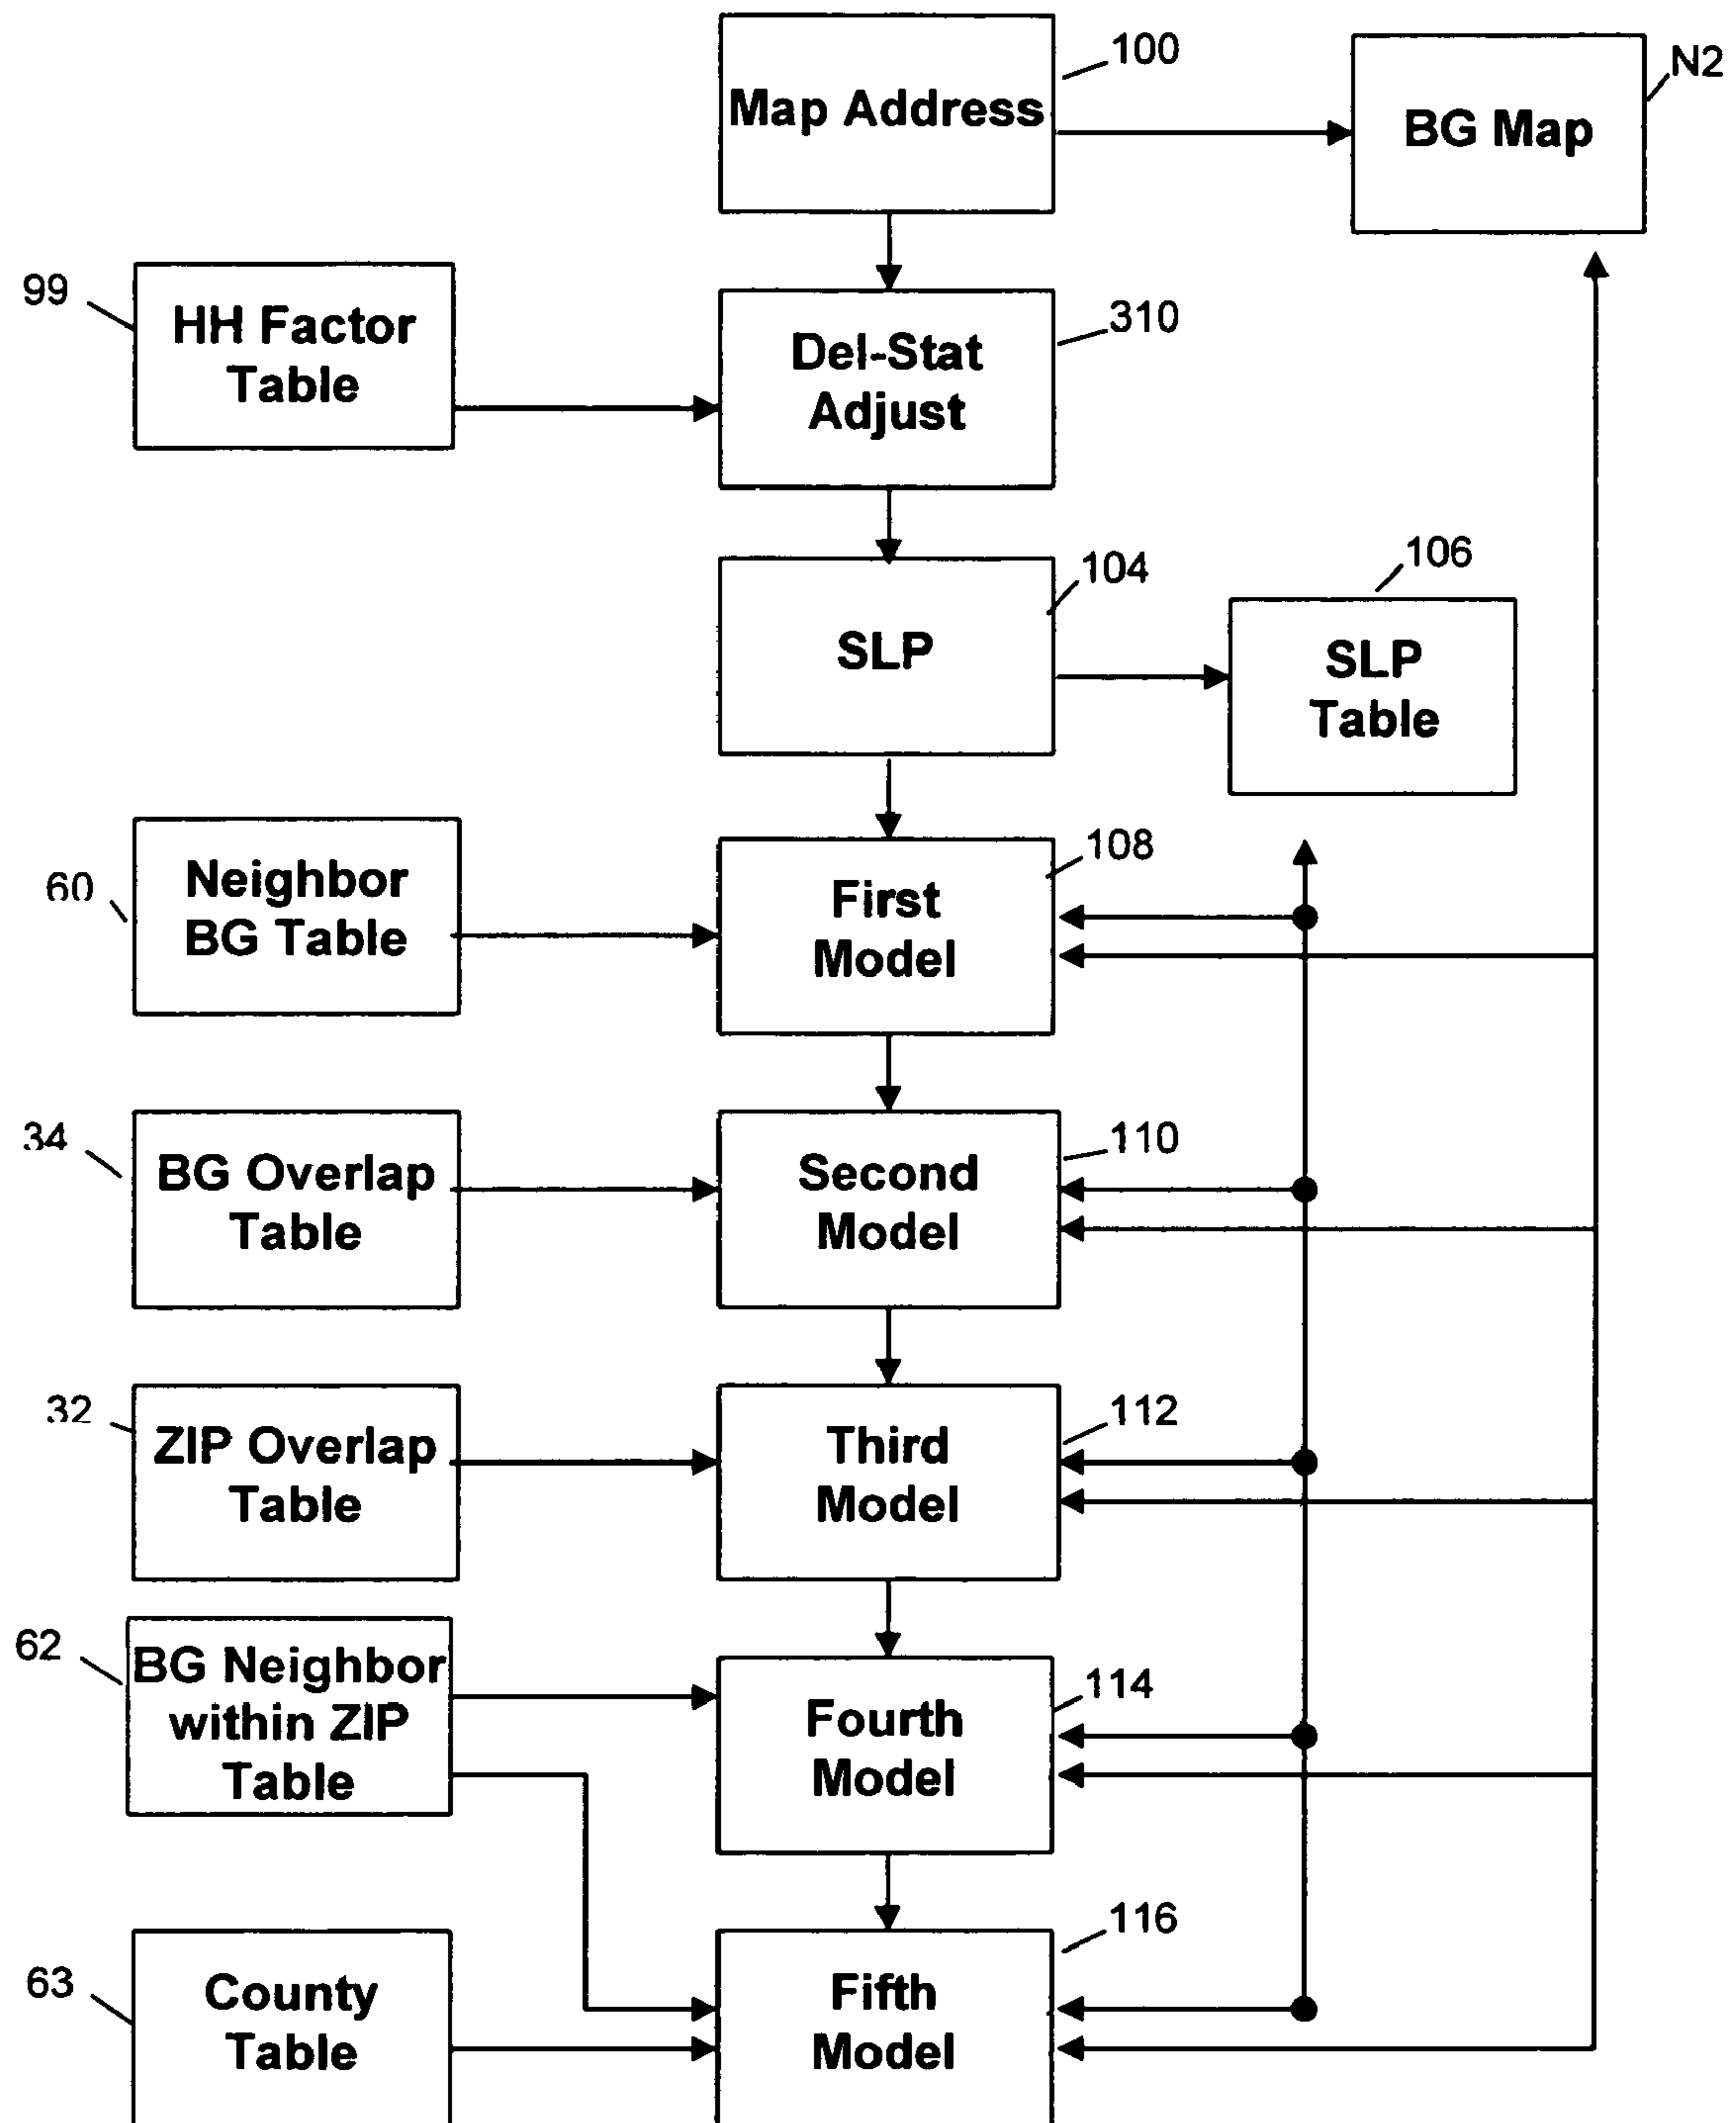 100
Map Address
N2
BG Map
99
HH Factor
Table
310
Del-Stat
Adjust
104
SLP
106
SLP
Table
60
Neighbor
BG Table
108
First
Model
34
BG Overlap
Table
110
Second
Model
32
ZIP Overlap
Table
112
Third
Model
62
BG Neighbor
within ZIP
Table
114
Fourth
Model
63
County
Table
116
Fifth
Model